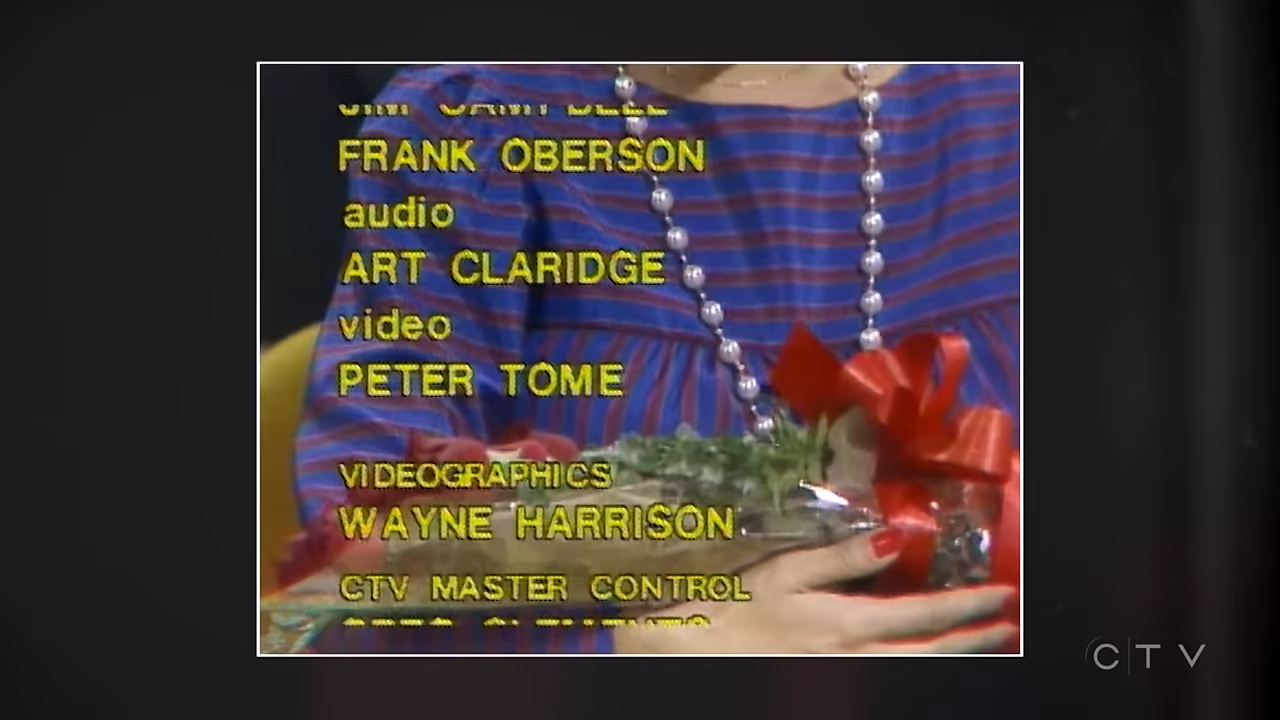 FRANK OBERSON
audio
ART CLARIDGE
video
PETER TOME
VIDEOGRAPHICS
WAYNE HARRISON
CTV MASTER CONTROL
CTV